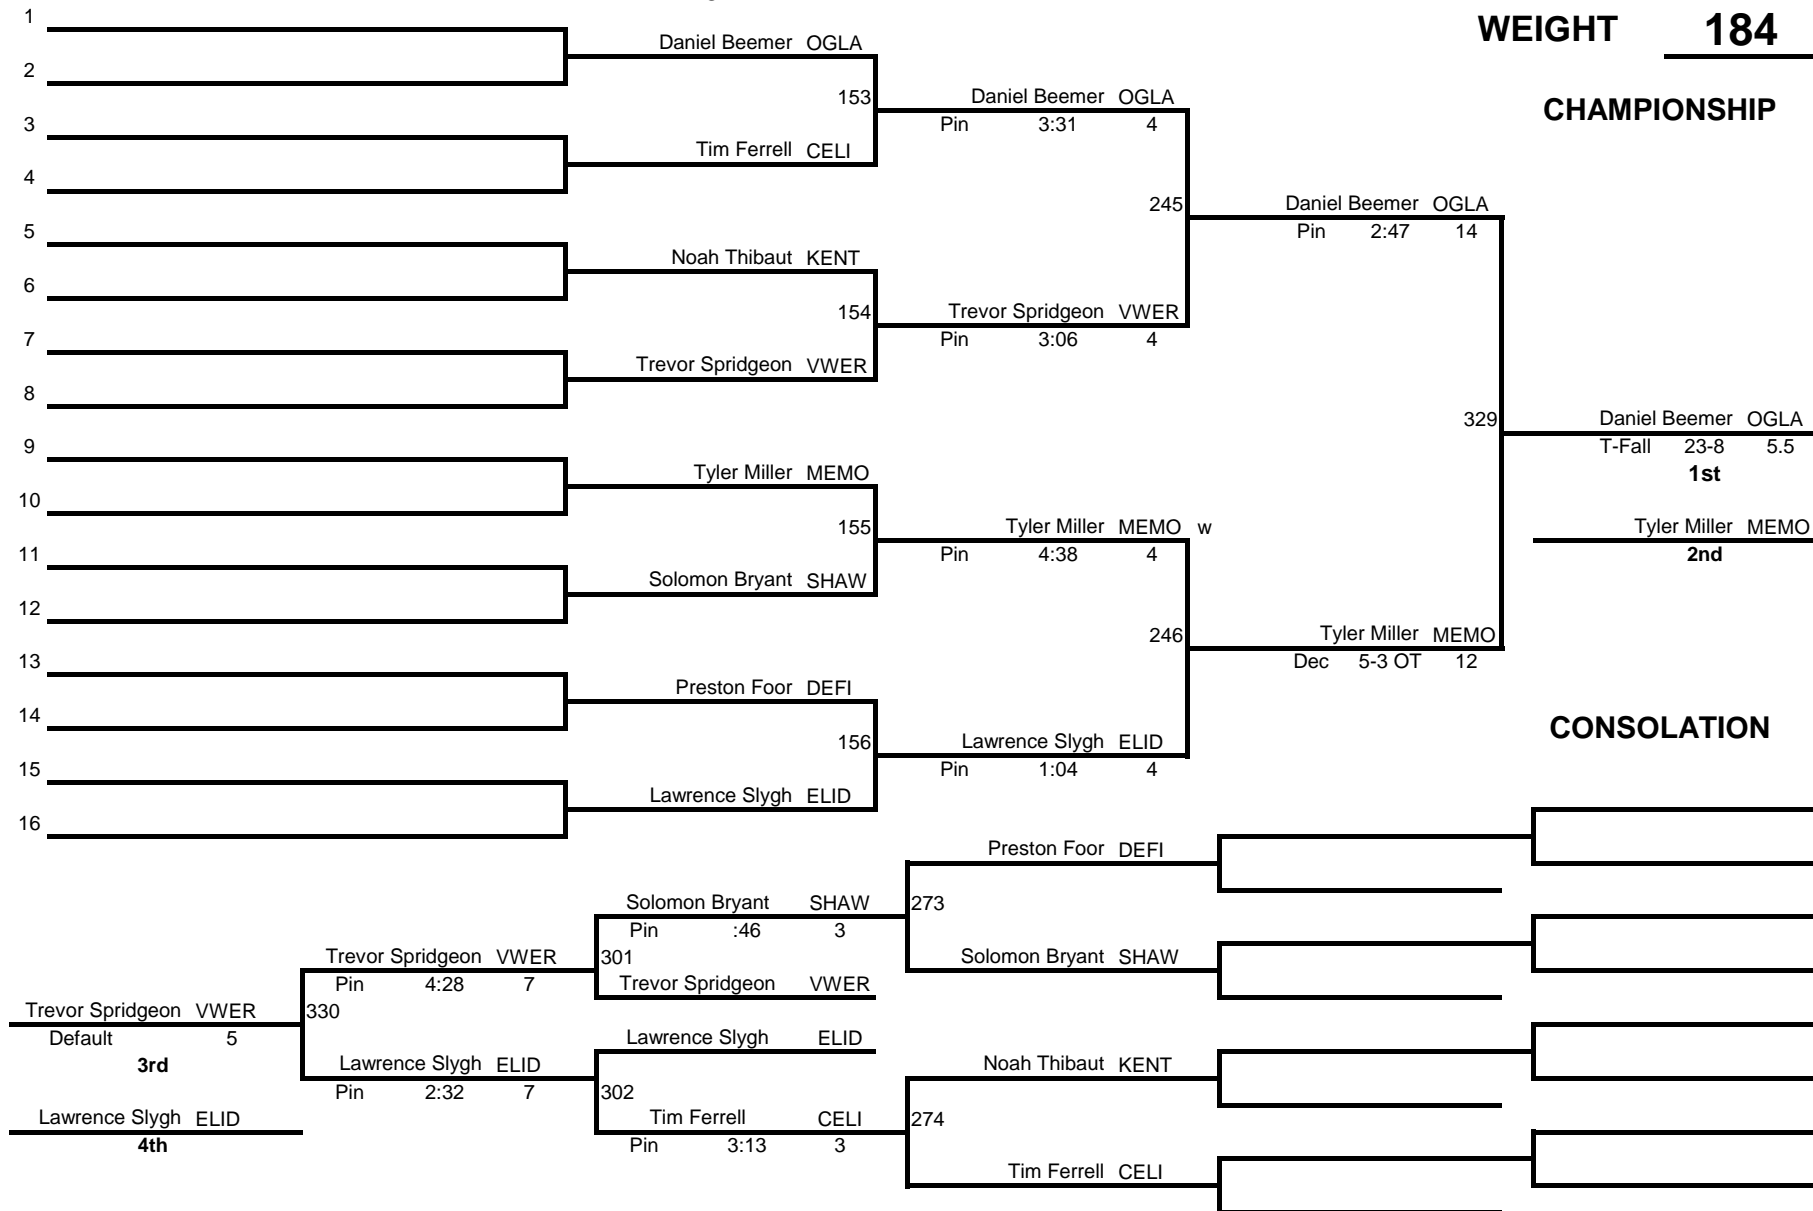 1
WEIGHT 184
Daniel Beemer OGLA
2
153
Daniel Beemer OGLA
CHAMPIONSHIP
3
Pin 3:31 4
Tim Ferrell CELI
4
245
Daniel Beemer OGLA
5
Pin 2:47 14
Noah Thibaut KENT
6
154
Trevor Spridgeon VWER
7
Pin 3:06 4
Trevor Spridgeon VWER
8
329
Daniel Beemer OGLA
9
T-Fall 23-8 5.5
Tyler Miller MEMO
1st
10
155
Tyler Miller MEMO w
Tyler Miller MEMO
11
Pin 4:38 4
2nd
Solomon Bryant SHAW
12
246
Tyler Miller MEMO
13
Dec 5-3 OT 12
Preston Foor DEFI
14
CONSOLATION
156
Lawrence Slygh ELID
15
Pin 1:04 4
Lawrence Slygh ELID
16
Preston Foor DEFI
Solomon Bryant SHAW
273
Pin :46 3
Trevor Spridgeon VWER
301
Solomon Bryant SHAW
Pin 4:28 7
Trevor Spridgeon VWER
Trevor Spridgeon VWER
330
Default 5
Lawrence Slygh ELID
3rd
Lawrence Slygh ELID
Noah Thibaut KENT
Pin 2:32 7
302
Lawrence Slygh ELID
Tim Ferrell CELI
274
4th
Pin 3:13 3
Tim Ferrell CELI